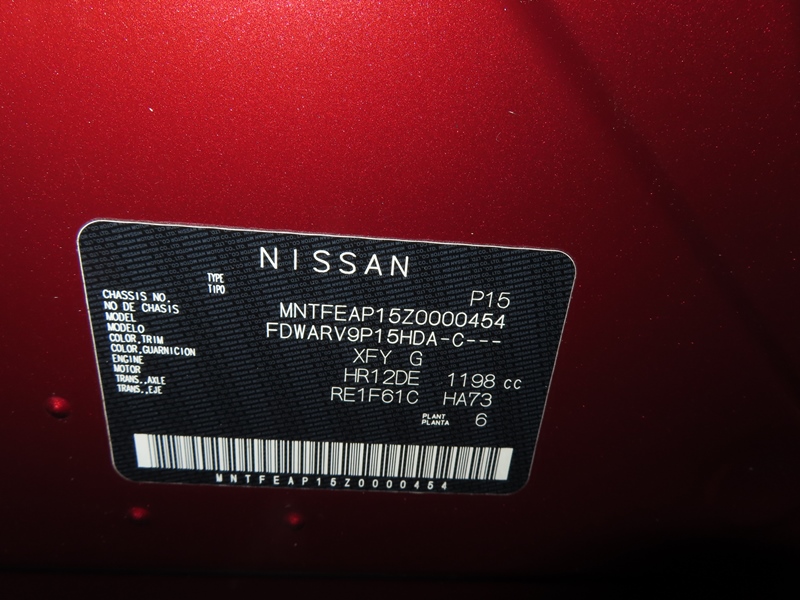 NISSAN
TYPE
TIPO P15
CHASSIS NO. MNTFEAP15Z0000454
NO DE CHASIS
MODEL FDWARV9P15HDA-C---
MODELO
COLOR,TRIM XFY G
COLOR,GUARNICION
ENGINE HR12DE 1198 cc
MOTOR
TRANS.,AXLE RE1F61C HA73
TRANS.,EJE
PLANT
PLANTA 6
MNTFEAP15Z0000454